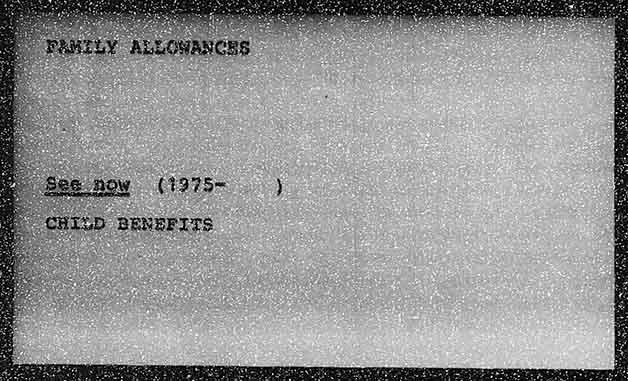 FAMILY ALLOWANCES
See now (1975-    )
CHILD BENEFITS